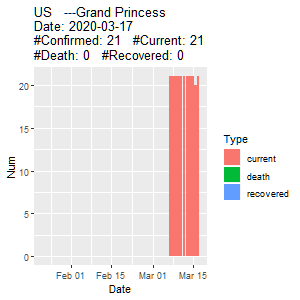 US   ---Grand Princess
Date: 2020-03-17
#Confirmed: 21   #Current: 21
#Death: 0   #Recovered: 0
20
15
10
5
0
Num
Feb 01
Feb 15
Mar 01
Mar 15
Date
Type
current
death
recovered